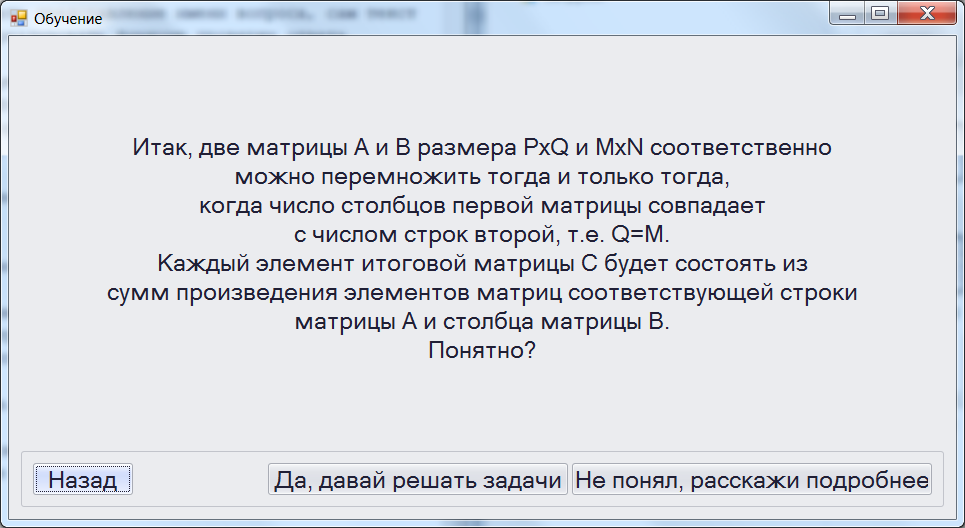 Обучение
Итак, две матрицы A и B размера PxQ и MxN соответственно
можно перемножить тогда и только тогда,
когда число столбцов первой матрицы совпадает
с числом строк второй, т.е. Q=M.
Каждый элемент итоговой матрицы C будет состоять из
сумм произведения элементов матриц соответствующей строки
матрицы A и столбца матрицы B.
Понятно?
Назад
Да, давай решать задачи
Не понял, расскажи подробнее